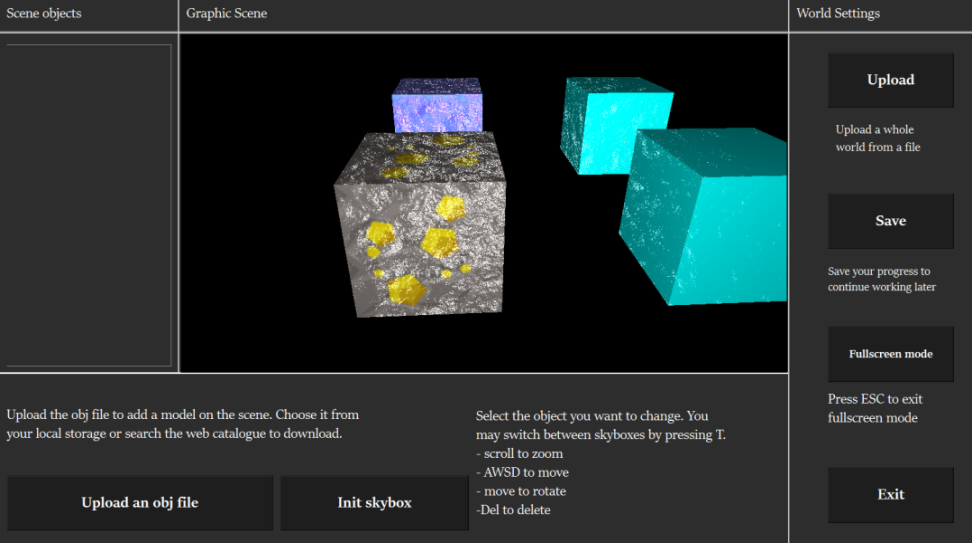 Scene objects
Graphic Scene
World Settings
Upload
Upload a whole
world from a file
Save
Save your progress to
continue working later
Fullscreen mode
Press ESC to exit
fullscreen mode
Exit
Upload the obj file to add a model on the scene. Choose it from
your local storage or search the web catalogue to download.
Upload an obj file
Init skybox
Select the object you want to change. You
may switch between skyboxes by pressing T.
- scroll to zoom
- AWSD to move
- move to rotate
-Del to delete